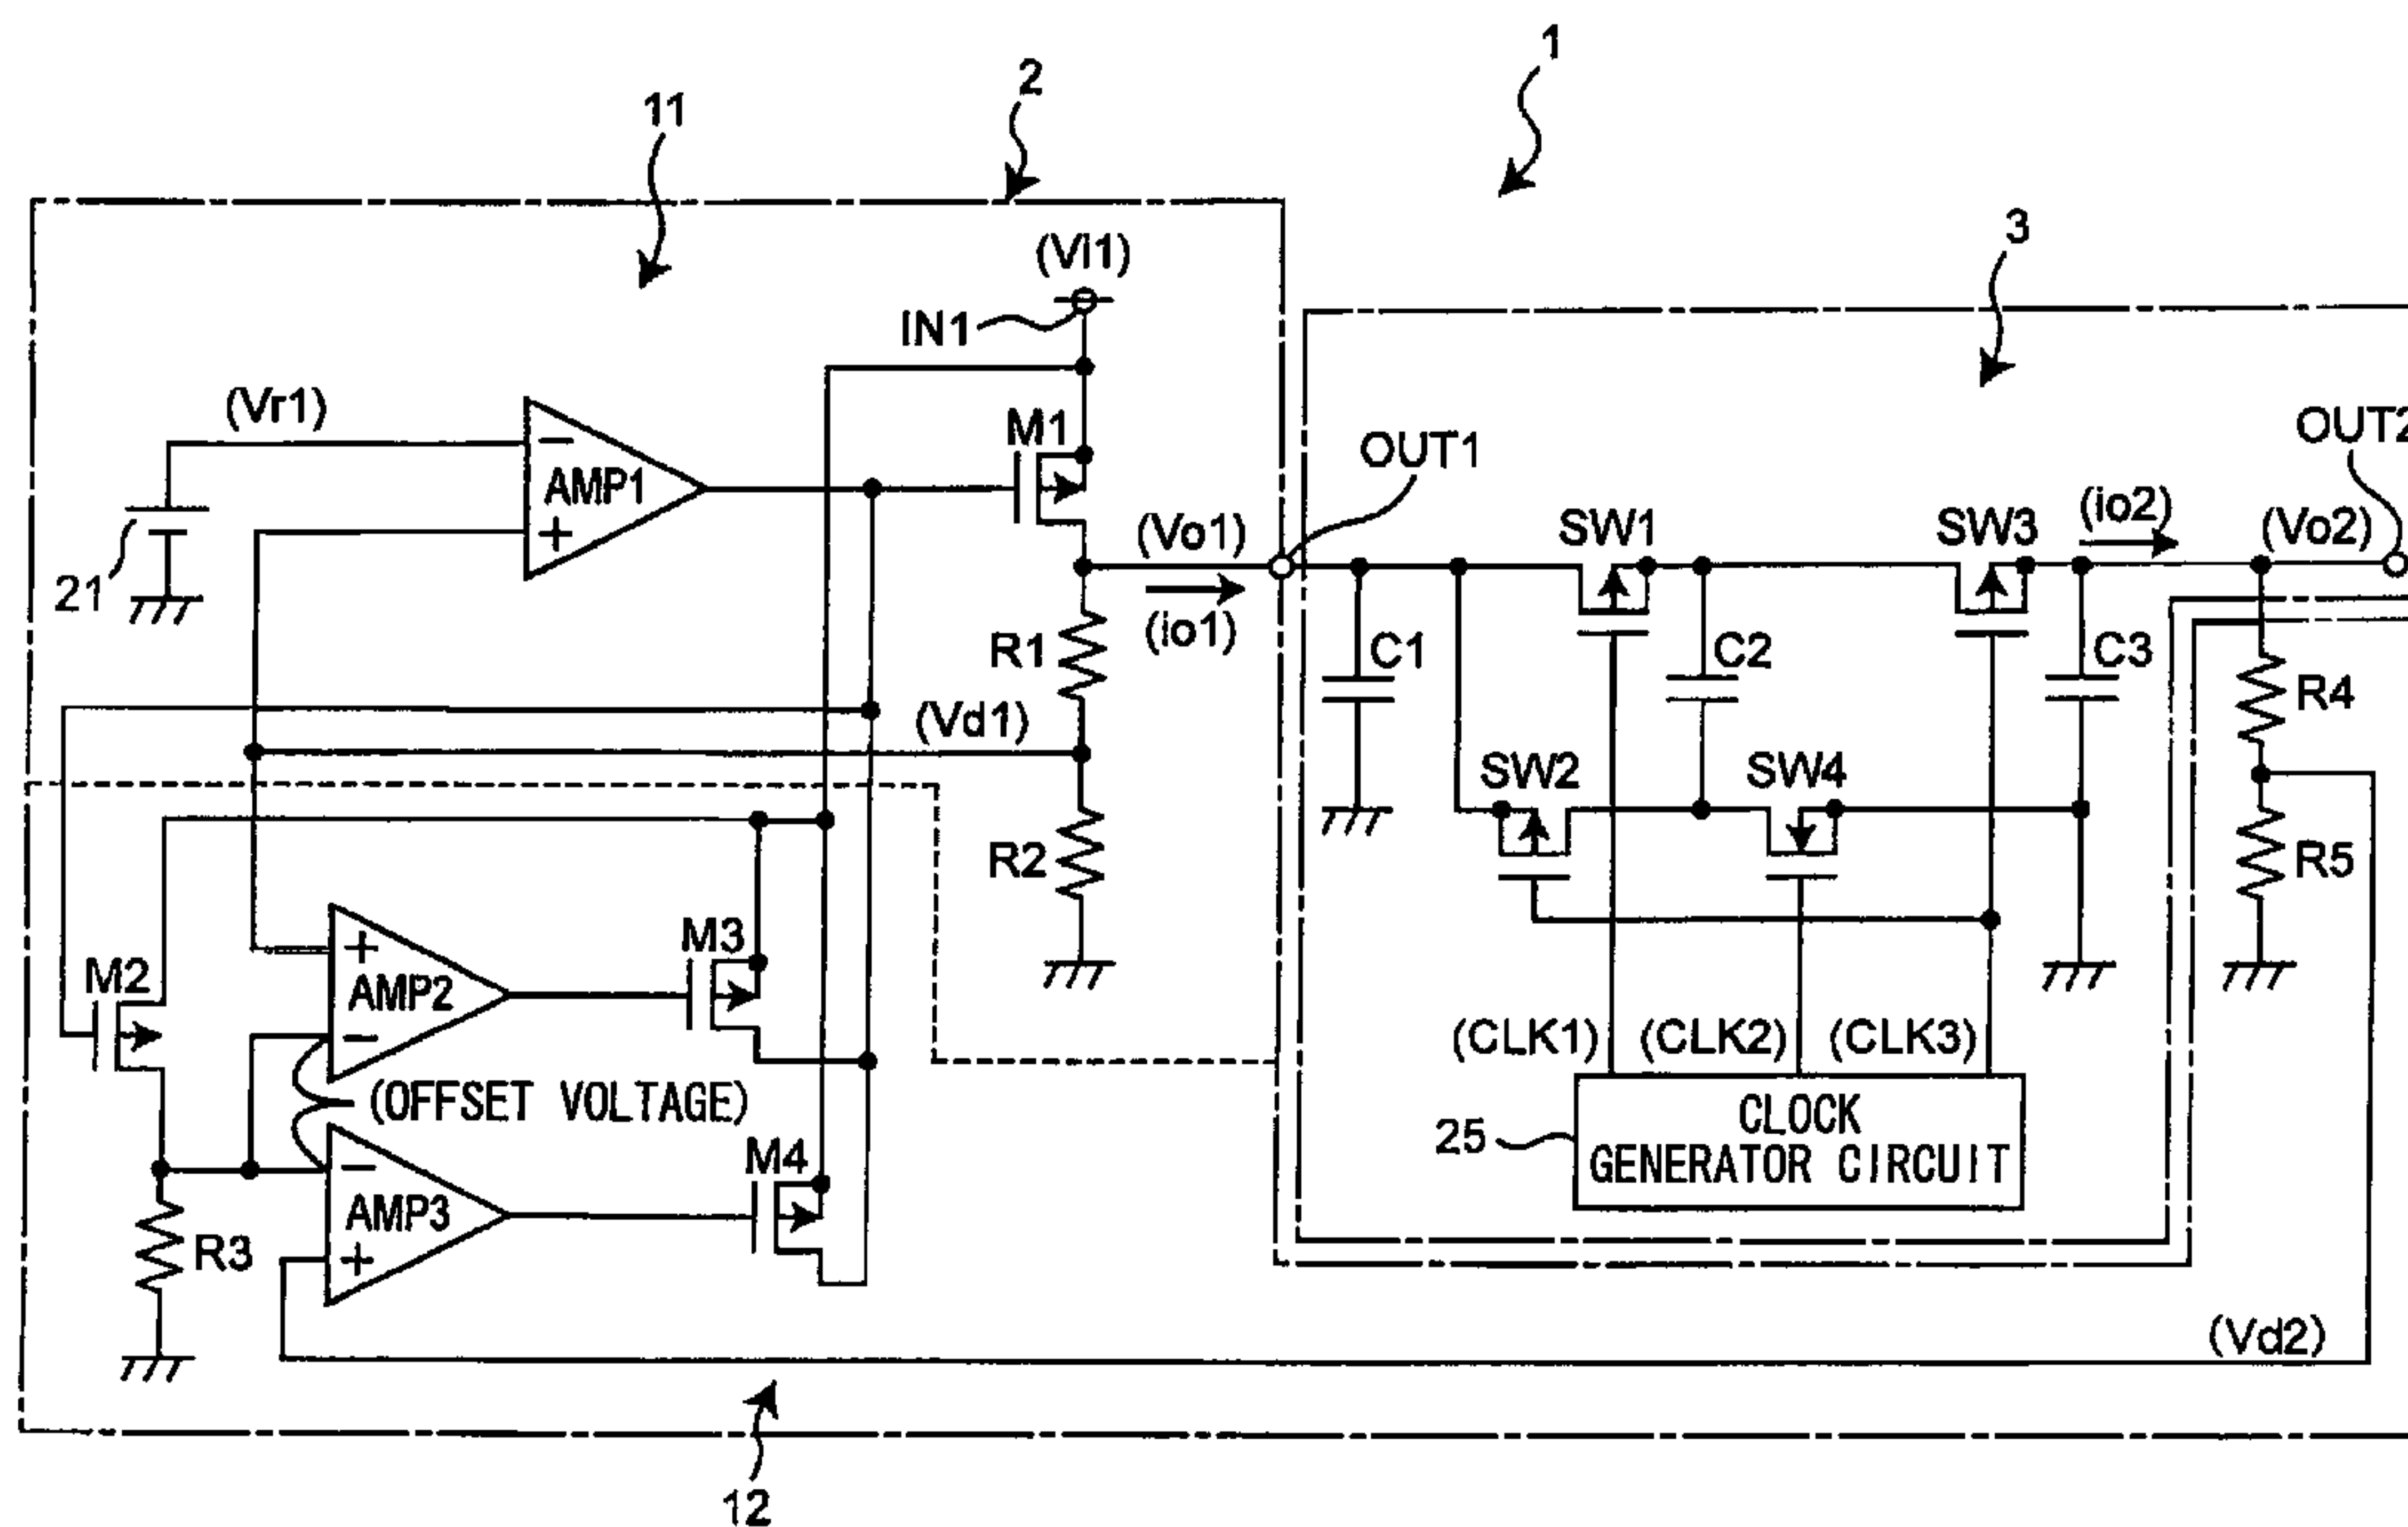 1
2
11
3
(Vi1)
IN1
(Vr1)
M1
OUT1
OUT2
AMP1
−
+
SW1
SW3
(io2)
(Vo2)
(Vo1)
(io1)
21
R1
C1
C2
C3
R4
(Vd1)
SW2
SW4
R2
R5
M3
M2
AMP2
+
−
(CLK1)
(CLK2)
(CLK3)
(OFFSET VOLTAGE)
CLOCK
GENERATOR CIRCUIT
25
M4
−
AMP3
+
R3
(Vd2)
12